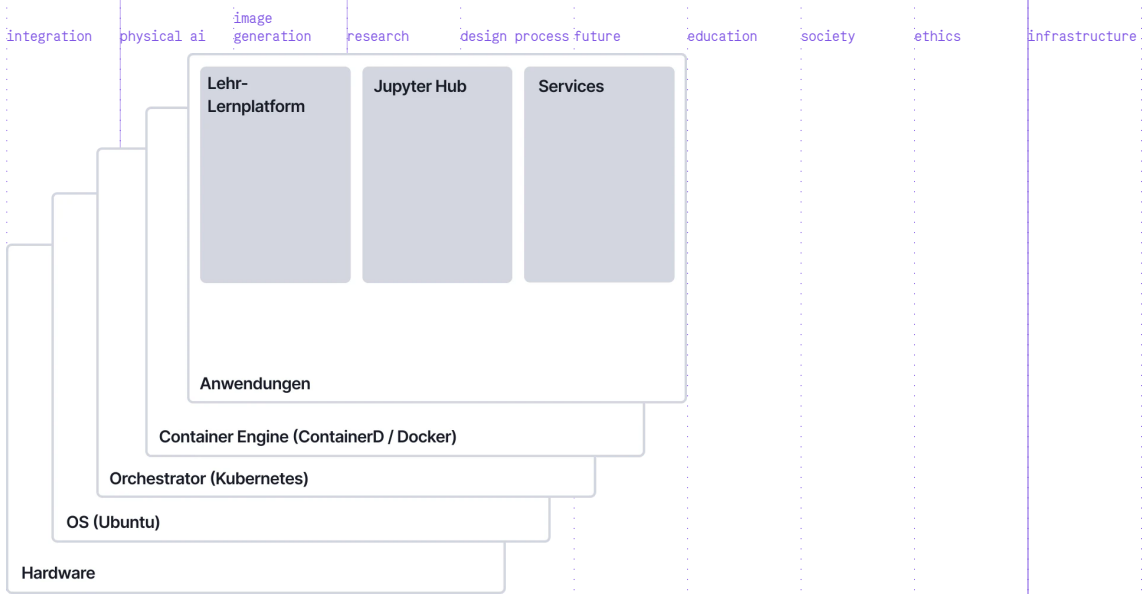 integration
physical ai
image
generation
research
design process
future
education
society
ethics
infrastructure
Lehr-
Lernplatform
Jupyter Hub
Services
Anwendungen
Container Engine (ContainerD / Docker)
Orchestrator (Kubernetes)
OS (Ubuntu)
Hardware